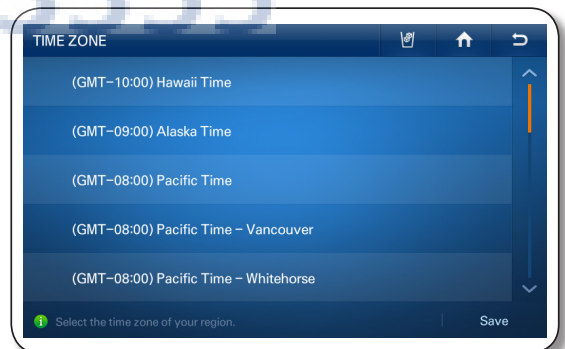 TIME ZONE
(GMT-10:00) Hawaii Time
(GMT-09:00) Alaska Time
(GMT-08:00) Pacific Time
(GMT-08:00) Pacific Time - Vancouver
(GMT-08:00) Pacific Time - Whitehorse
Select the time zone of your region.
Save